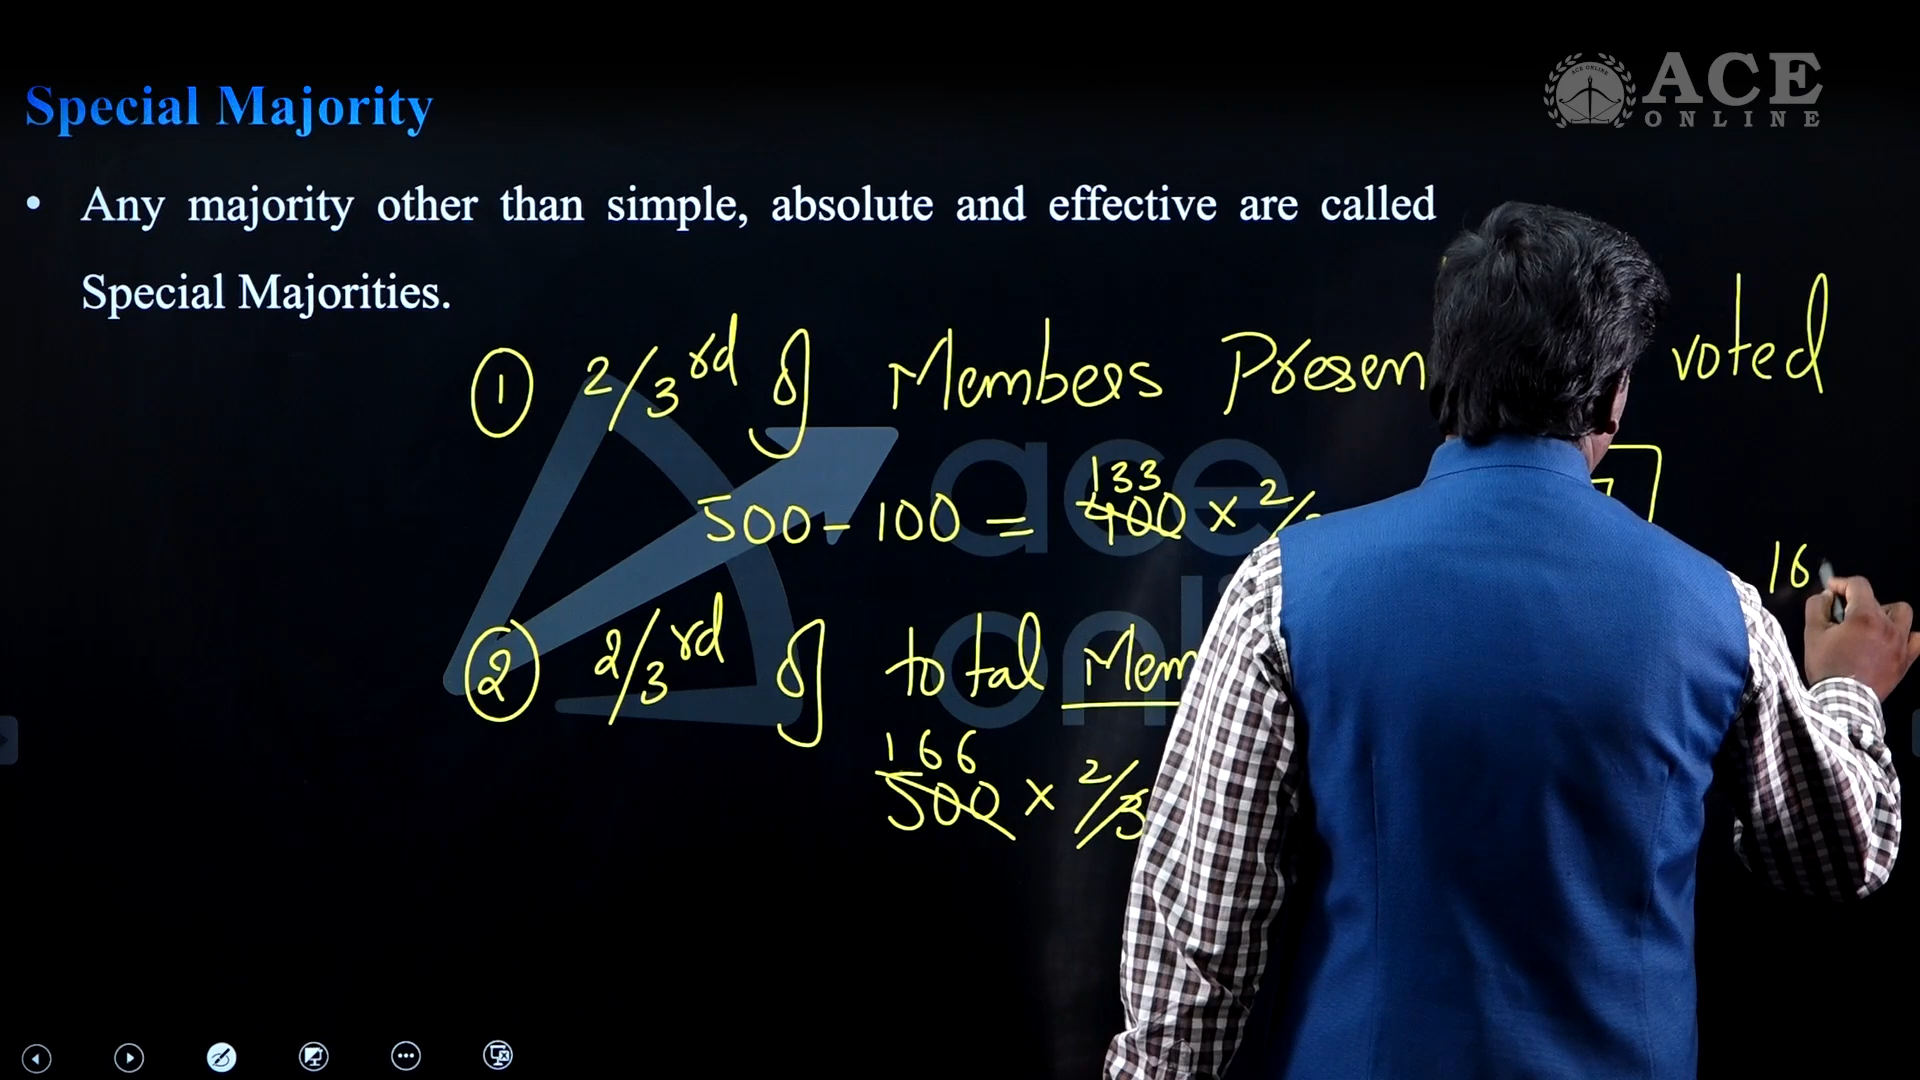 ACE
ONLINE
Special Majority
• Any majority other than simple, absolute and effective are called
Special Majorities.
① 2/3rd of Members Presen voted
133
500 - 100 = 400 × 2/
16
② 2/3rd of total Mem
166
500 × 2/3
ace